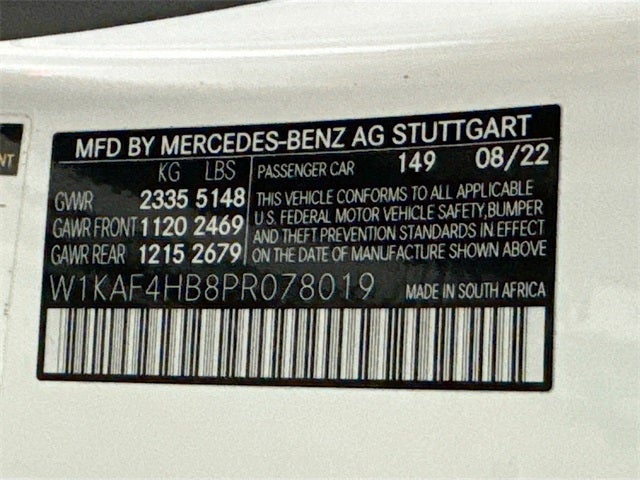 MFD BY MERCEDES-BENZ AG STUTTGART
KG LBS
GVWR 2335 5148
GAWR FRONT 1120 2469
GAWR REAR 1215 2679
PASSENGER CAR 149 08/22
THIS VEHICLE CONFORMS TO ALL APPLICABLE
U.S. FEDERAL MOTOR VEHICLE SAFETY, BUMPER
AND THEFT PREVENTION STANDARDS IN EFFECT
ON THE DATE OF MANUFACTURE SHOWN ABOVE
W1KAF4HB8PR078019 MADE IN SOUTH AFRICA